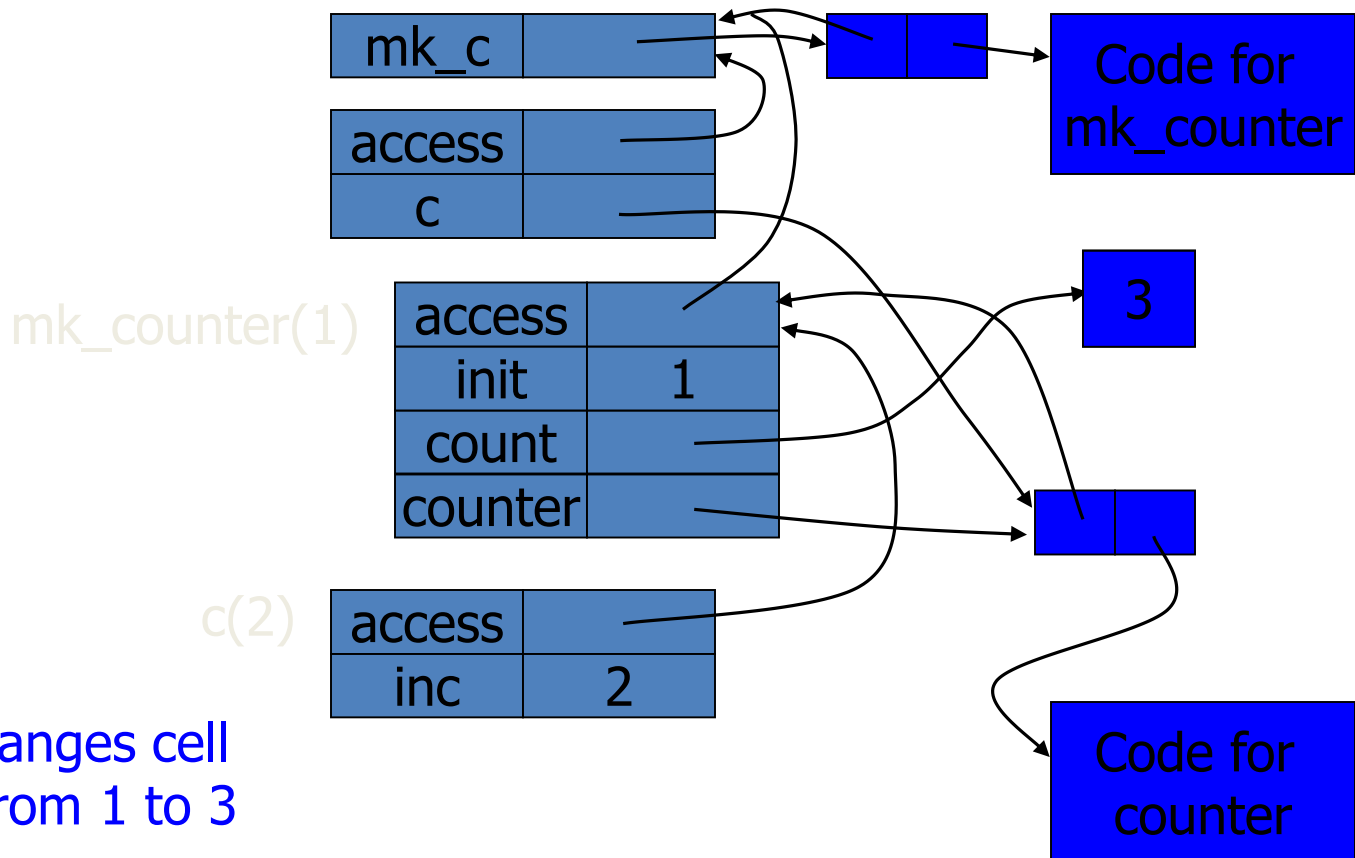 mk_c
Code for
mk_counter
access
c
mk_counter(1)
access
3
init 1
count
counter
c(2)
access
inc 2
anges cell
rom 1 to 3
Code for
counter